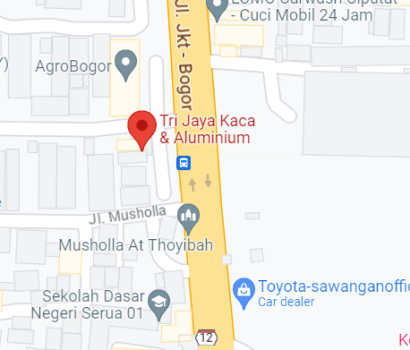 LOMO Carwash Ciputat
- Cuci Mobil 24 Jam
Jl. Jkt - Bogor
AgroBogor
Tri Jaya Kaca
& Aluminium
Jl. Musholla
Musholla At Thoyibah
Toyota-sawanganoffic
Car dealer
Sekolah Dasar
Negeri Serua 01
12